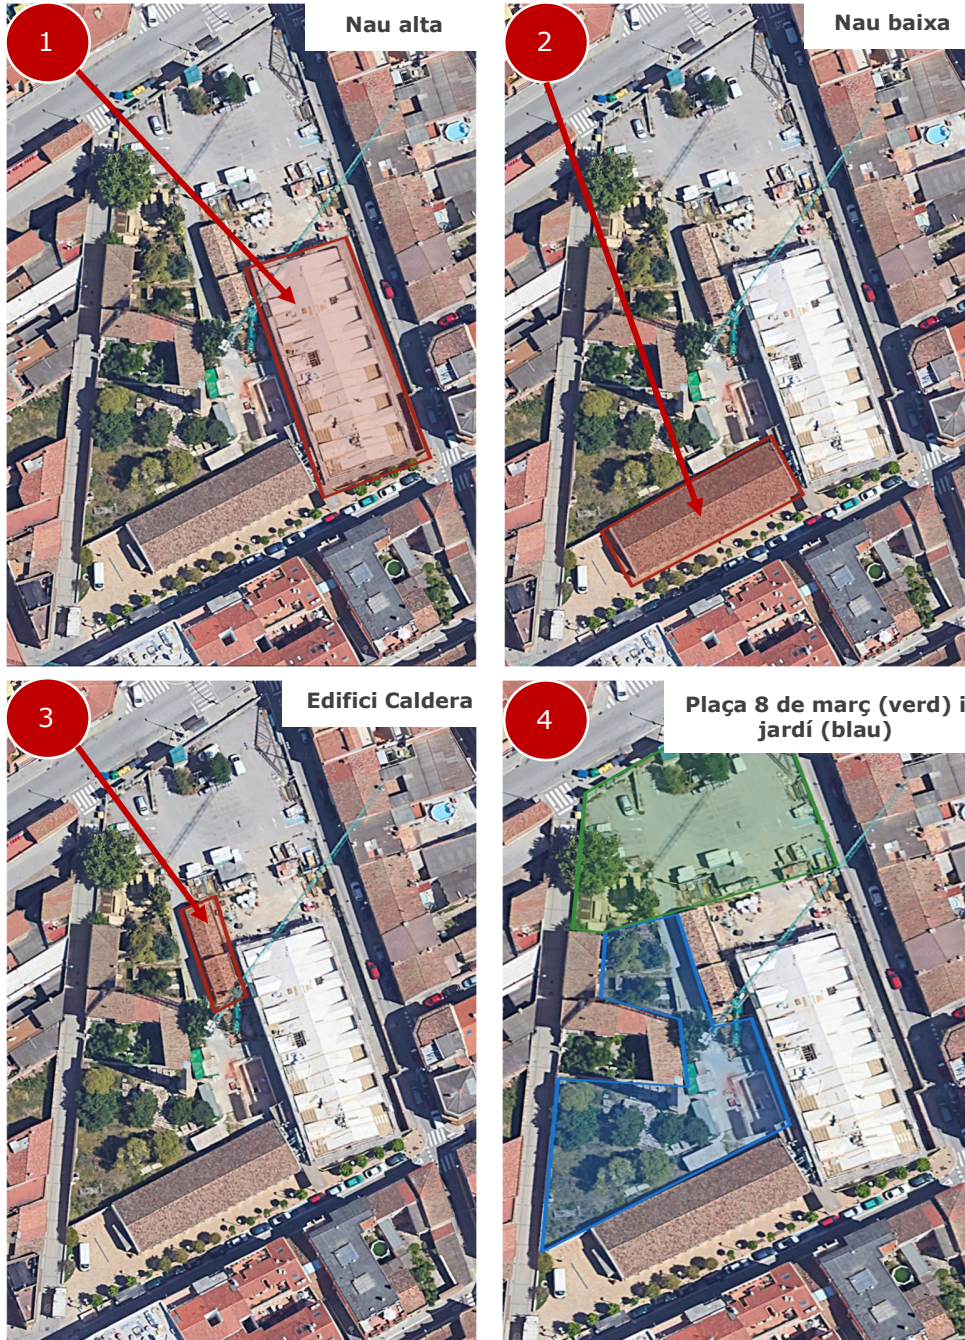 1
Nau alta
2
Nau baixa
3
Edifici Caldera
4
Plaça 8 de març (verd) i
jardí (blau)